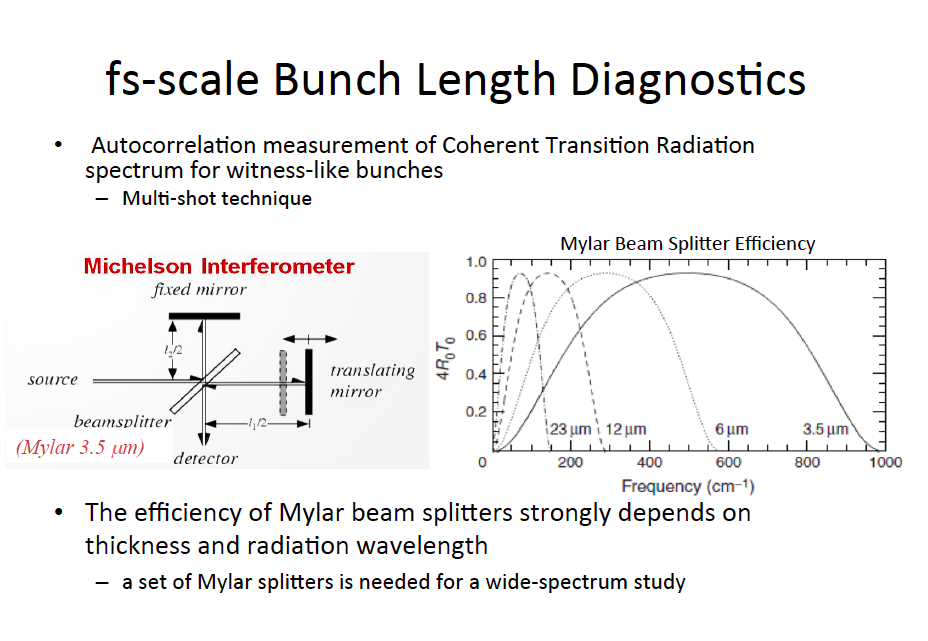 fs-scale Bunch Length Diagnostics
• Autocorrelation measurement of Coherent Transition Radiation
spectrum for witness-like bunches
– Multi-shot technique
Michelson Interferometer
fixed mirror
l₂/2
source
translating
mirror
beamsplitter
l₁/2
(Mylar 3.5 μm)
detector
Mylar Beam Splitter Efficiency
1.0
0.8
0.6
0.4
0.2
4R₀T₀
23 μm
12 μm
6 μm
3.5 μm
0 200 400 600 800 1000
Frequency (cm⁻¹)
• The efficiency of Mylar beam splitters strongly depends on
thickness and radiation wavelength
– a set of Mylar splitters is needed for a wide-spectrum study